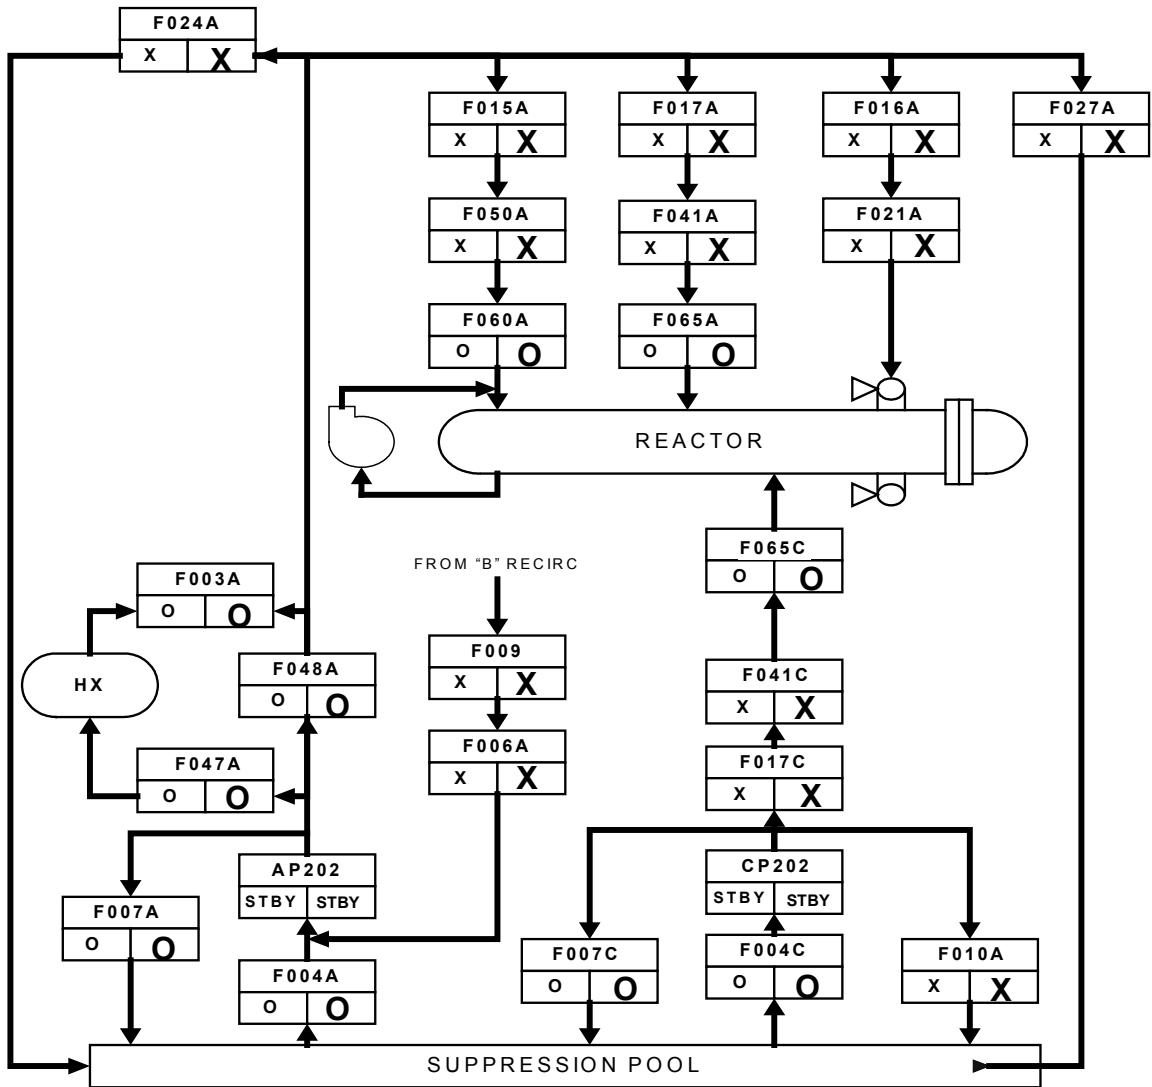 F024A
X X
F015A
X X
F017A
X X
F016A
X X
F027A
X X
F050A
X X
F041A
X X
F021A
X X
F060A
O O
F065A
O O
REACTOR
FROM "B" RECIRC
F065C
O O
F003A
O O
F009
X X
HX
F048A
O O
F041C
X X
F006A
X X
F047A
O O
F017C
X X
AP202
STBY STBY
CP202
STBY STBY
F007A
O O
F007C
O O
F004C
O O
F010A
X X
F004A
O O
SUPPRESSION POOL